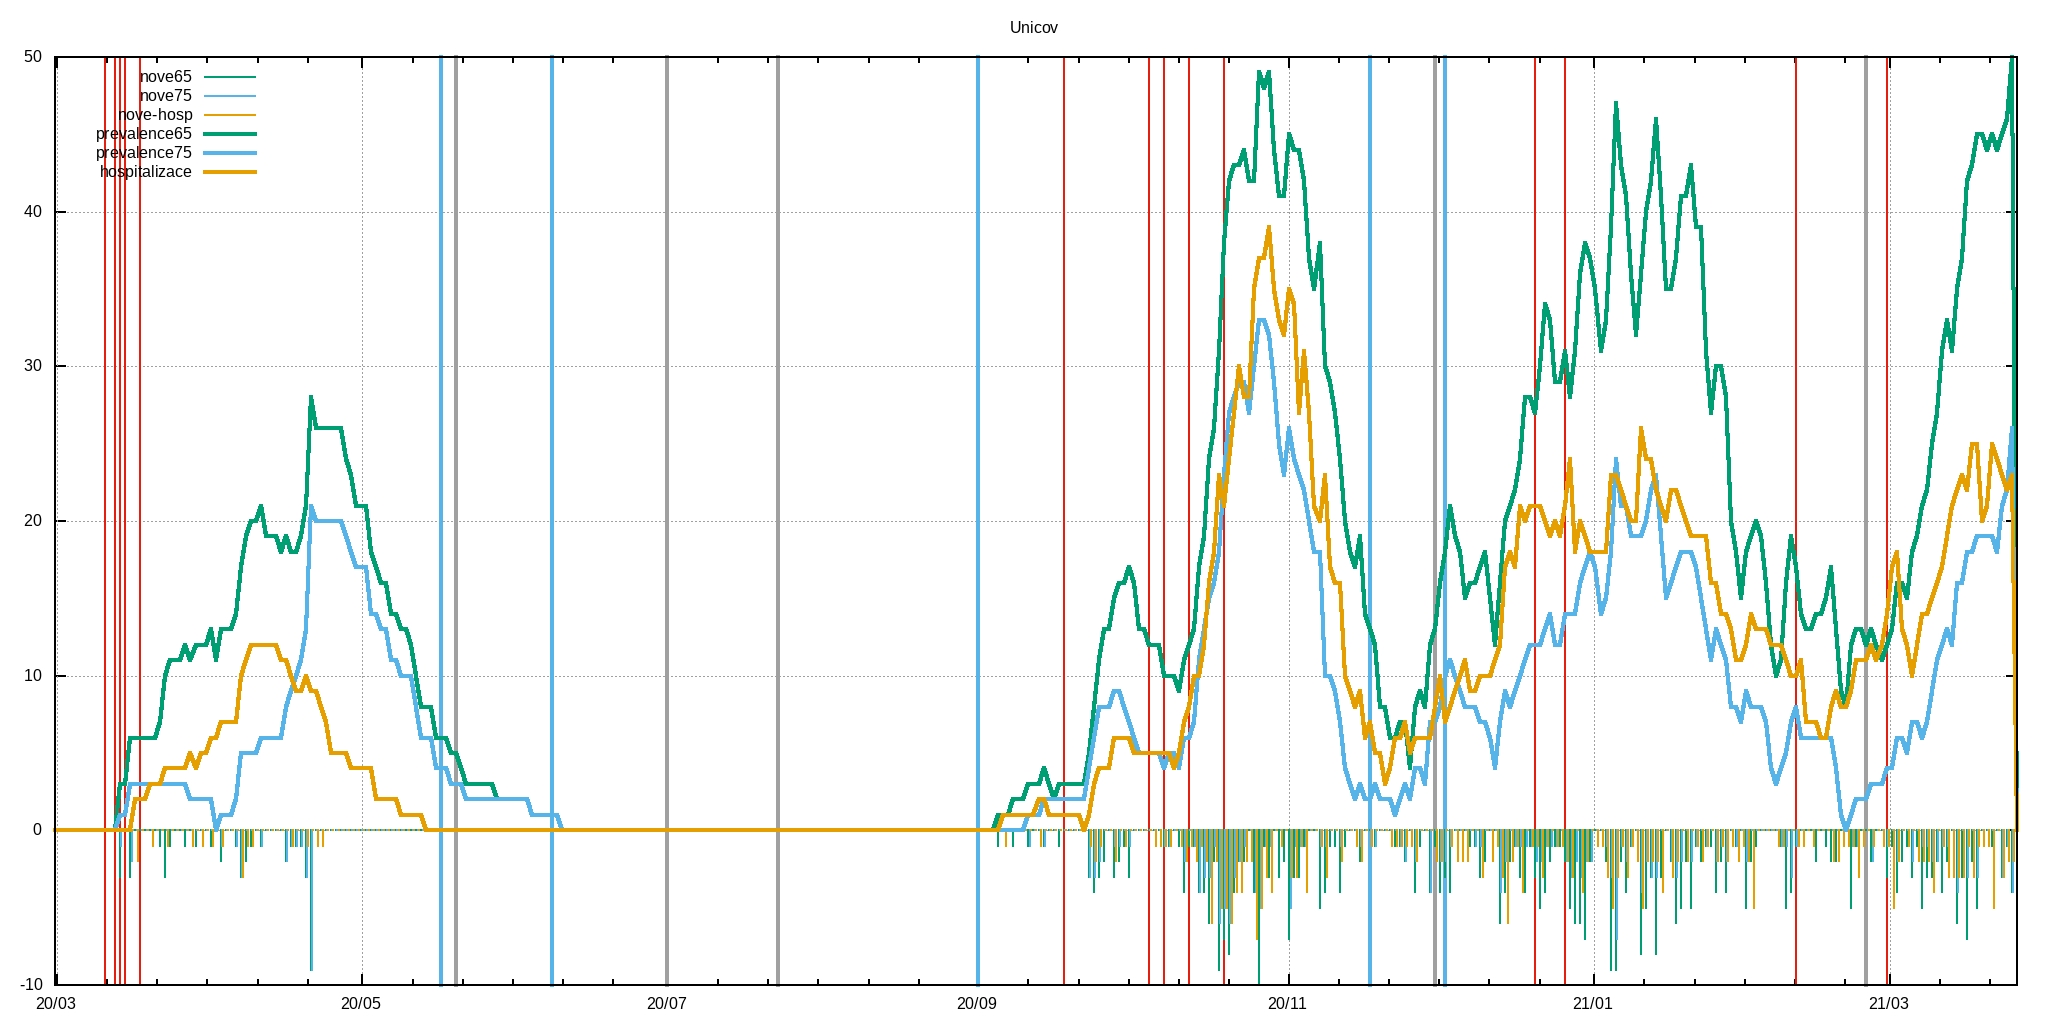 Unicov
50
nove65
nove75
nove-hosp
prevalence65
prevalence75
hospitalizace
40
30
20
10
0
-10
20/03 20/05 20/07 20/09 20/11 21/01 21/03